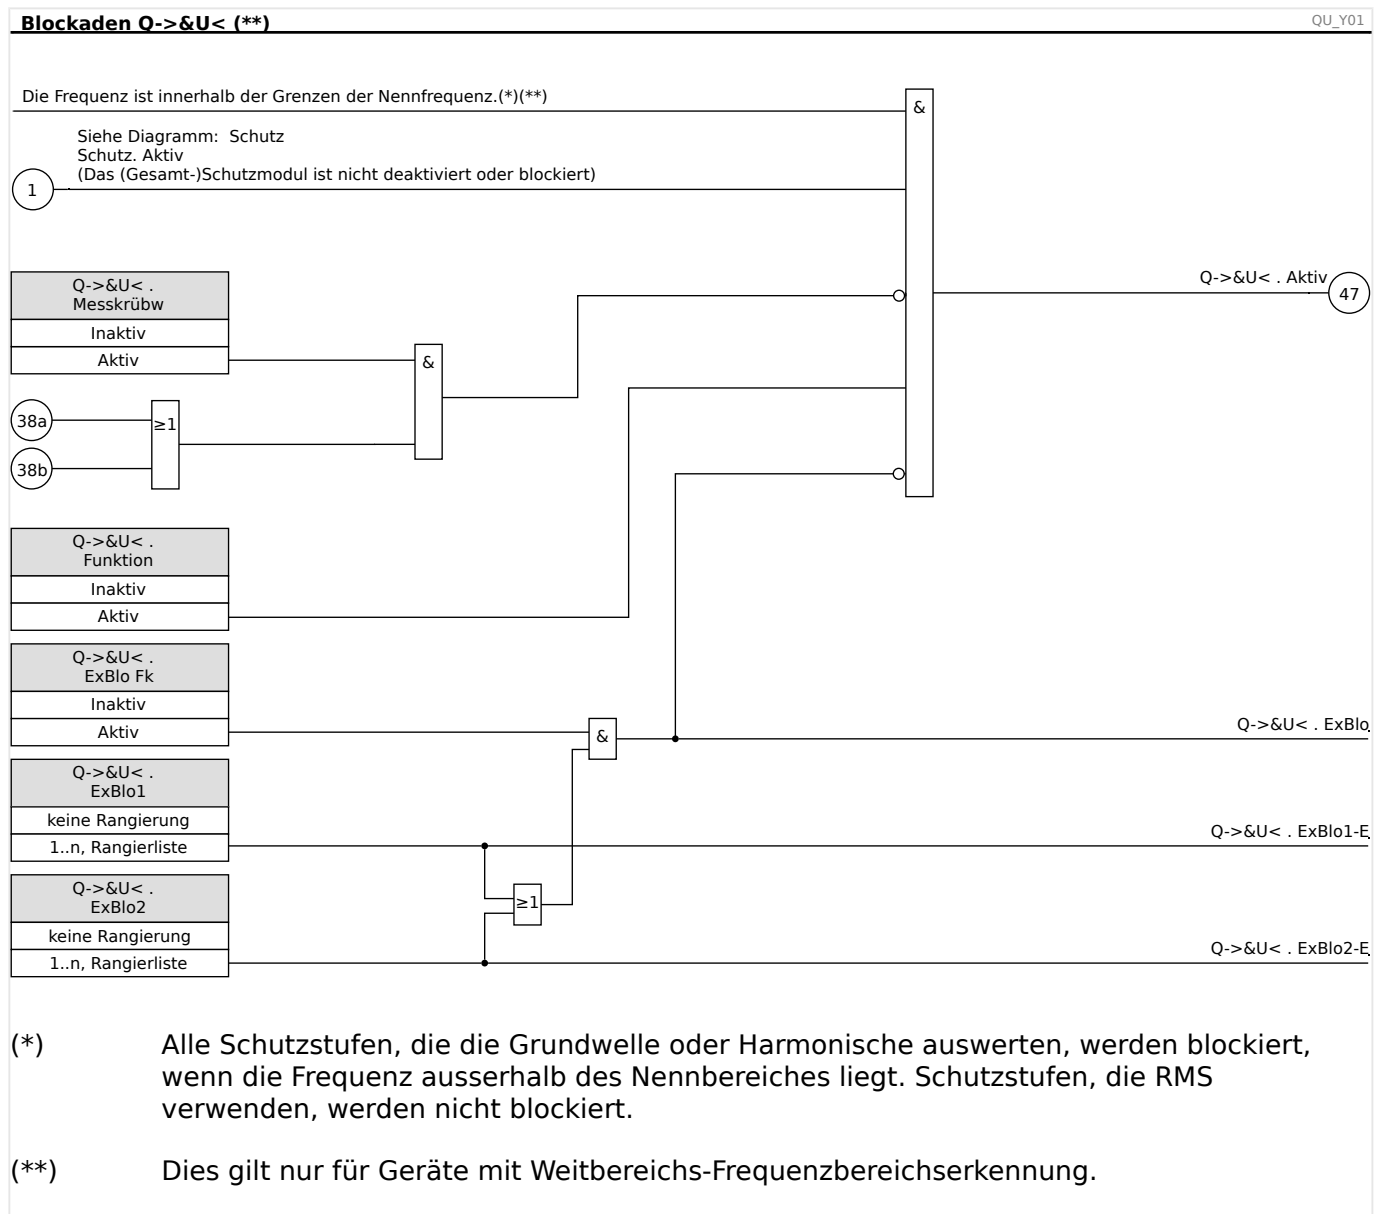 Blockaden Q->&U< (**)
QU_Y01
Die Frequenz ist innerhalb der Grenzen der Nennfrequenz.(*)(**)
&
Siehe Diagramm: Schutz
Schutz. Aktiv
(Das (Gesamt-)Schutzmodul ist nicht deaktiviert oder blockiert)
1
Q->&U< . Aktiv
47
Q->&U< .
Messkrübw
Inaktiv
Aktiv
&
38a
≥1
38b
Q->&U< .
Funktion
Inaktiv
Aktiv
Q->&U< .
ExBlo Fk
Inaktiv
Aktiv
&
Q->&U< . ExBlo
Q->&U< .
ExBlo1
keine Rangierung
1..n, Rangierliste
Q->&U< . ExBlo1-E
Q->&U< .
ExBlo2
≥1
keine Rangierung
1..n, Rangierliste
Q->&U< . ExBlo2-E
(*) Alle Schutzstufen, die die Grundwelle oder Harmonische auswerten, werden blockiert,
wenn die Frequenz ausserhalb des Nennbereiches liegt. Schutzstufen, die RMS
verwenden, werden nicht blockiert.
(**) Dies gilt nur für Geräte mit Weitbereichs-Frequenzbereichserkennung.